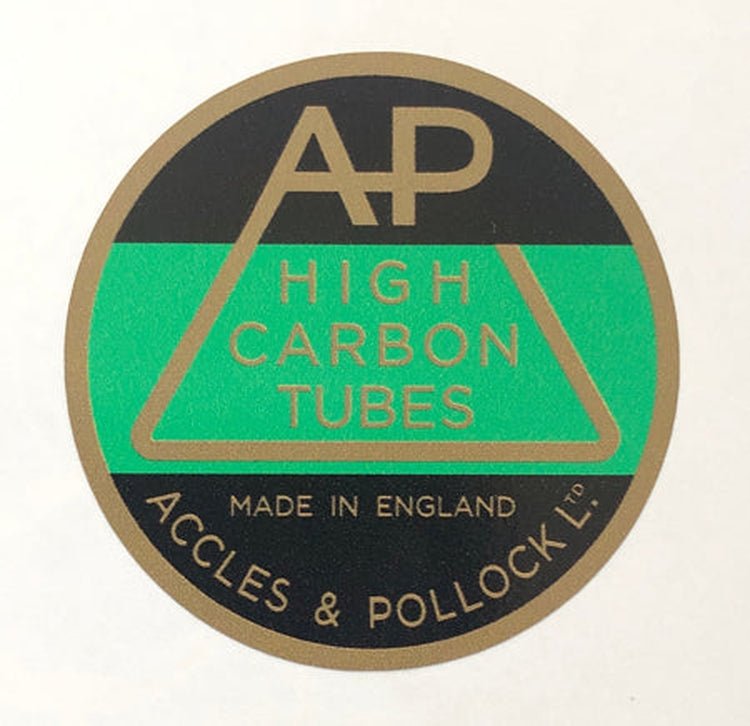 AP
HIGH
CARBON
TUBES
MADE IN ENGLAND
ACCLES & POLLOCK LTD.